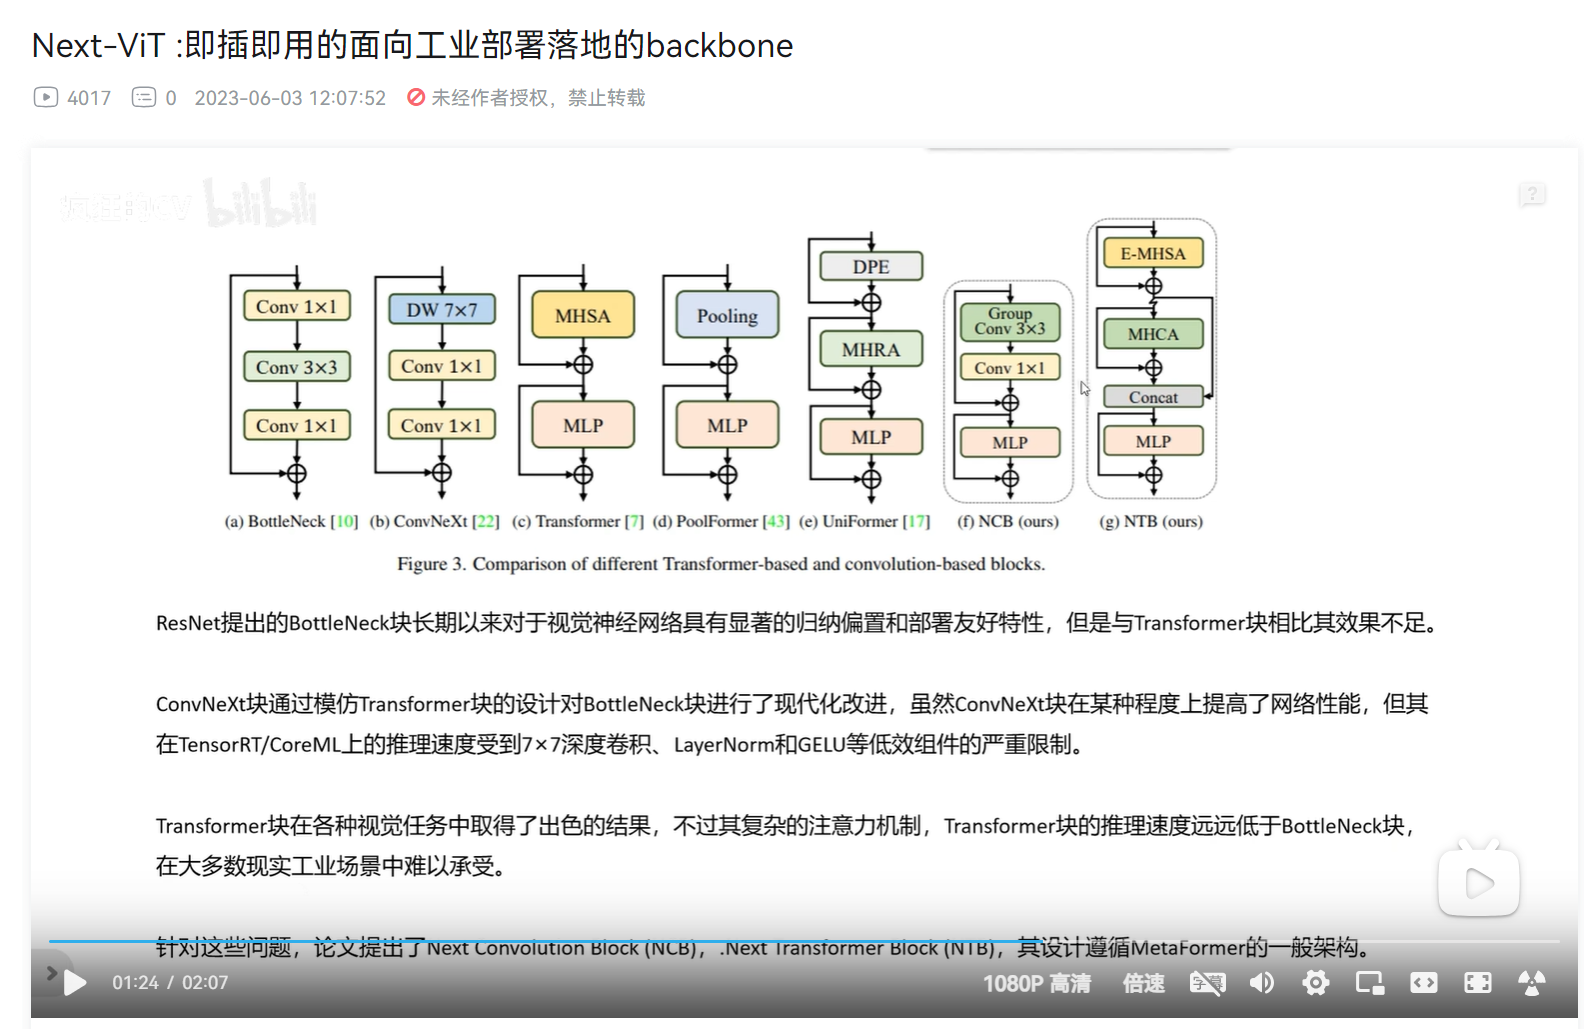 Next-ViT :即插即用的面向工业部署落地的backbone
4017 0 2023-06-03 12:07:52 未经作者授权，禁止转载
疯狂的CV bilibili
?
Conv 1×1
Conv 3×3
Conv 1×1
(a) BottleNeck [10]
DW 7×7
Conv 1×1
Conv 1×1
(b) ConvNeXt [22]
MHSA
MLP
(c) Transformer [7]
Pooling
MLP
(d) PoolFormer [43]
DPE
MHRA
MLP
(e) UniFormer [17]
Group
Conv 3×3
Conv 1×1
MLP
(f) NCB (ours)
E-MHSA
MHCA
Concat
MLP
(g) NTB (ours)
Figure 3. Comparison of different Transformer-based and convolution-based blocks.
ResNet提出的BottleNeck块长期以来对于视觉神经网络具有显著的归纳偏置和部署友好特性，但是与Transformer块相比其效果不足。
ConvNeXt块通过模仿Transformer块的设计对BottleNeck块进行了现代化改进，虽然ConvNeXt块在某种程度上提高了网络性能，但其
在TensorRT/CoreML上的推理速度受到7×7深度卷积、LayerNorm和GELU等低效组件的严重限制。
Transformer块在各种视觉任务中取得了出色的结果，不过其复杂的注意力机制，Transformer块的推理速度远远低于BottleNeck块，
在大多数现实工业场景中难以承受。
针对这些问题，论文提出了Next Convolution Block (NCB)，.Next Transformer Block (NTB)，其设计遵循MetaFormer的一般架构。
01:24 / 02:07
1080P 高清 倍速 字幕